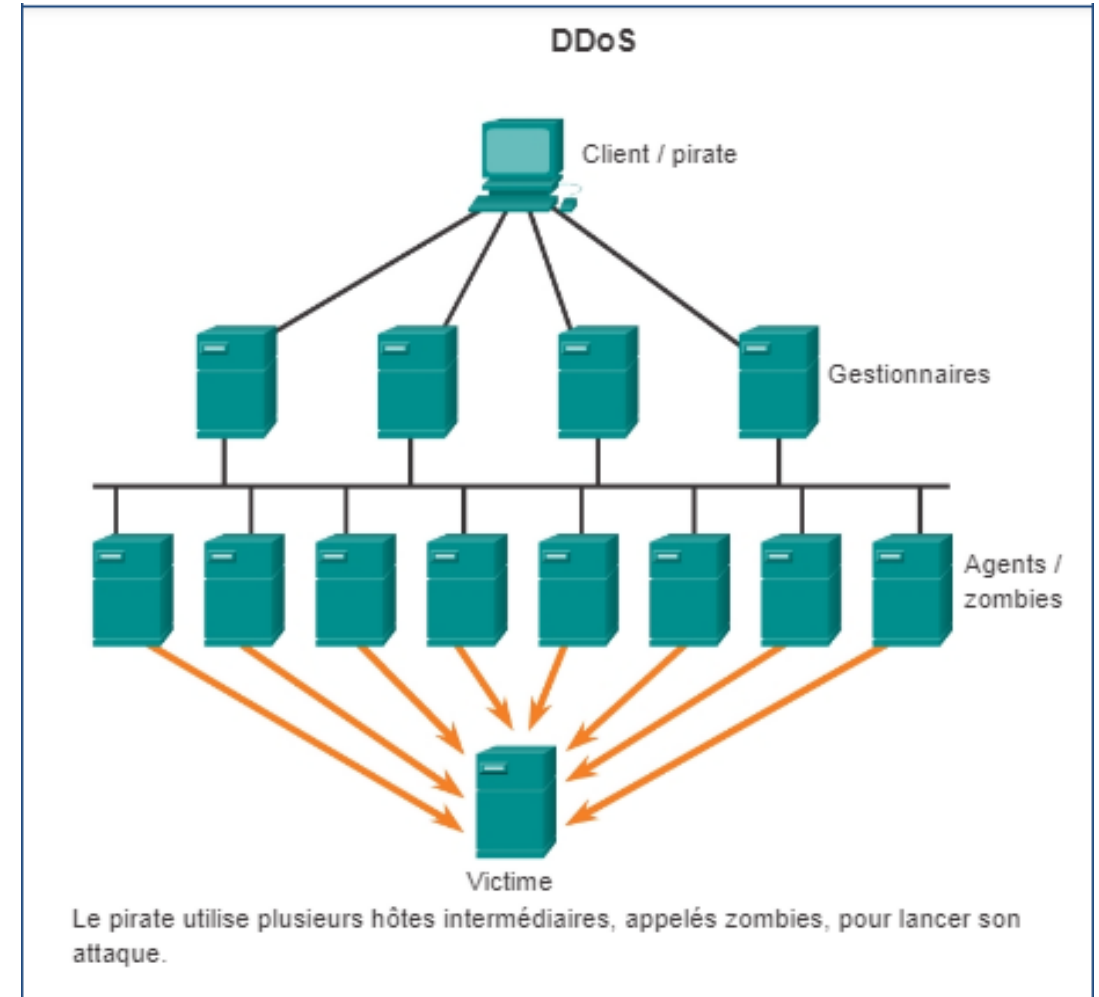 DDoS
Client / pirate
Gestionnaires
Agents /
zombies
Victime
Le pirate utilise plusieurs hôtes intermédiaires, appelés zombies, pour lancer son
attaque.